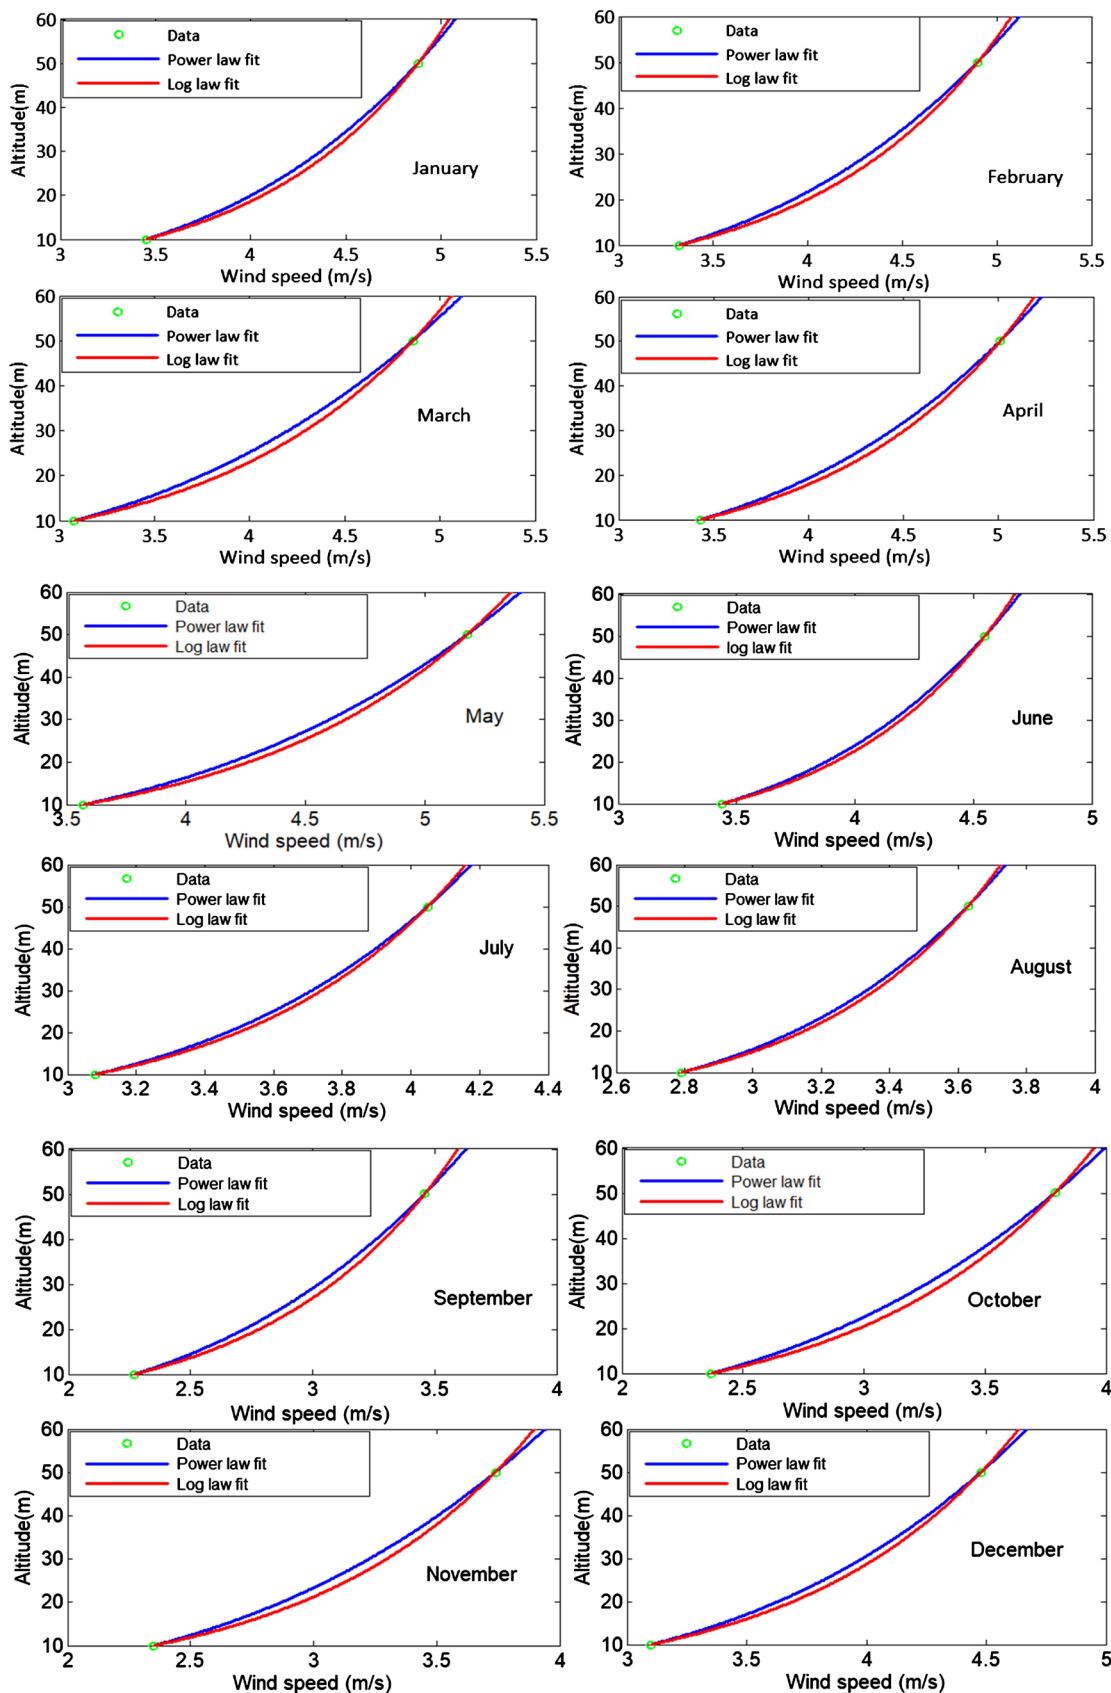 60
50
40
30
20
10
Altitude(m)
Data
Power law fit
Log law fit
January
3 3.5 4 4.5 5 5.5
Wind speed (m/s)
60
50
40
30
20
10
Altitude(m)
Data
Power law fit
Log law fit
February
3 3.5 4 4.5 5 5.5
Wind speed (m/s)
60
50
40
30
20
10
Altitude(m)
Data
Power law fit
Log law fit
March
3 3.5 4 4.5 5 5.5
Wind speed (m/s)
60
50
40
30
20
10
Altitude(m)
Data
Power law fit
Log law fit
April
3 3.5 4 4.5 5 5.5
Wind speed (m/s)
60
50
40
30
20
10
Altitude(m)
Data
Power law fit
Log law fit
May
3.5 4 4.5 5 5.5
Wind speed (m/s)
60
50
40
30
20
10
Altitude(m)
Data
Power law fit
log law fit
June
3 3.5 4 4.5 5
Wind speed (m/s)
60
50
40
30
20
10
Altitude(m)
Data
Power law fit
Log law fit
July
3 3.2 3.4 3.6 3.8 4 4.2 4.4
Wind speed (m/s)
60
50
40
30
20
10
Altitude(m)
Data
Power law fit
Log law fit
August
2.6 2.8 3 3.2 3.4 3.6 3.8 4
Wind speed (m/s)
60
50
40
30
20
10
Altitude(m)
Data
Power law fit
Log law fit
September
2 2.5 3 3.5 4
Wind speed (m/s)
60
50
40
30
20
10
Altitude(m)
Data
Power law fit
Log law fit
October
2 2.5 3 3.5 4
Wind speed (m/s)
60
50
40
30
20
10
Altitude(m)
Data
Power law fit
Log law fit
November
2 2.5 3 3.5 4
Wind speed (m/s)
60
50
40
30
20
10
Altitude(m)
Data
Power law fit
Log law fit
December
3 3.5 4 4.5 5
Wind speed (m/s)